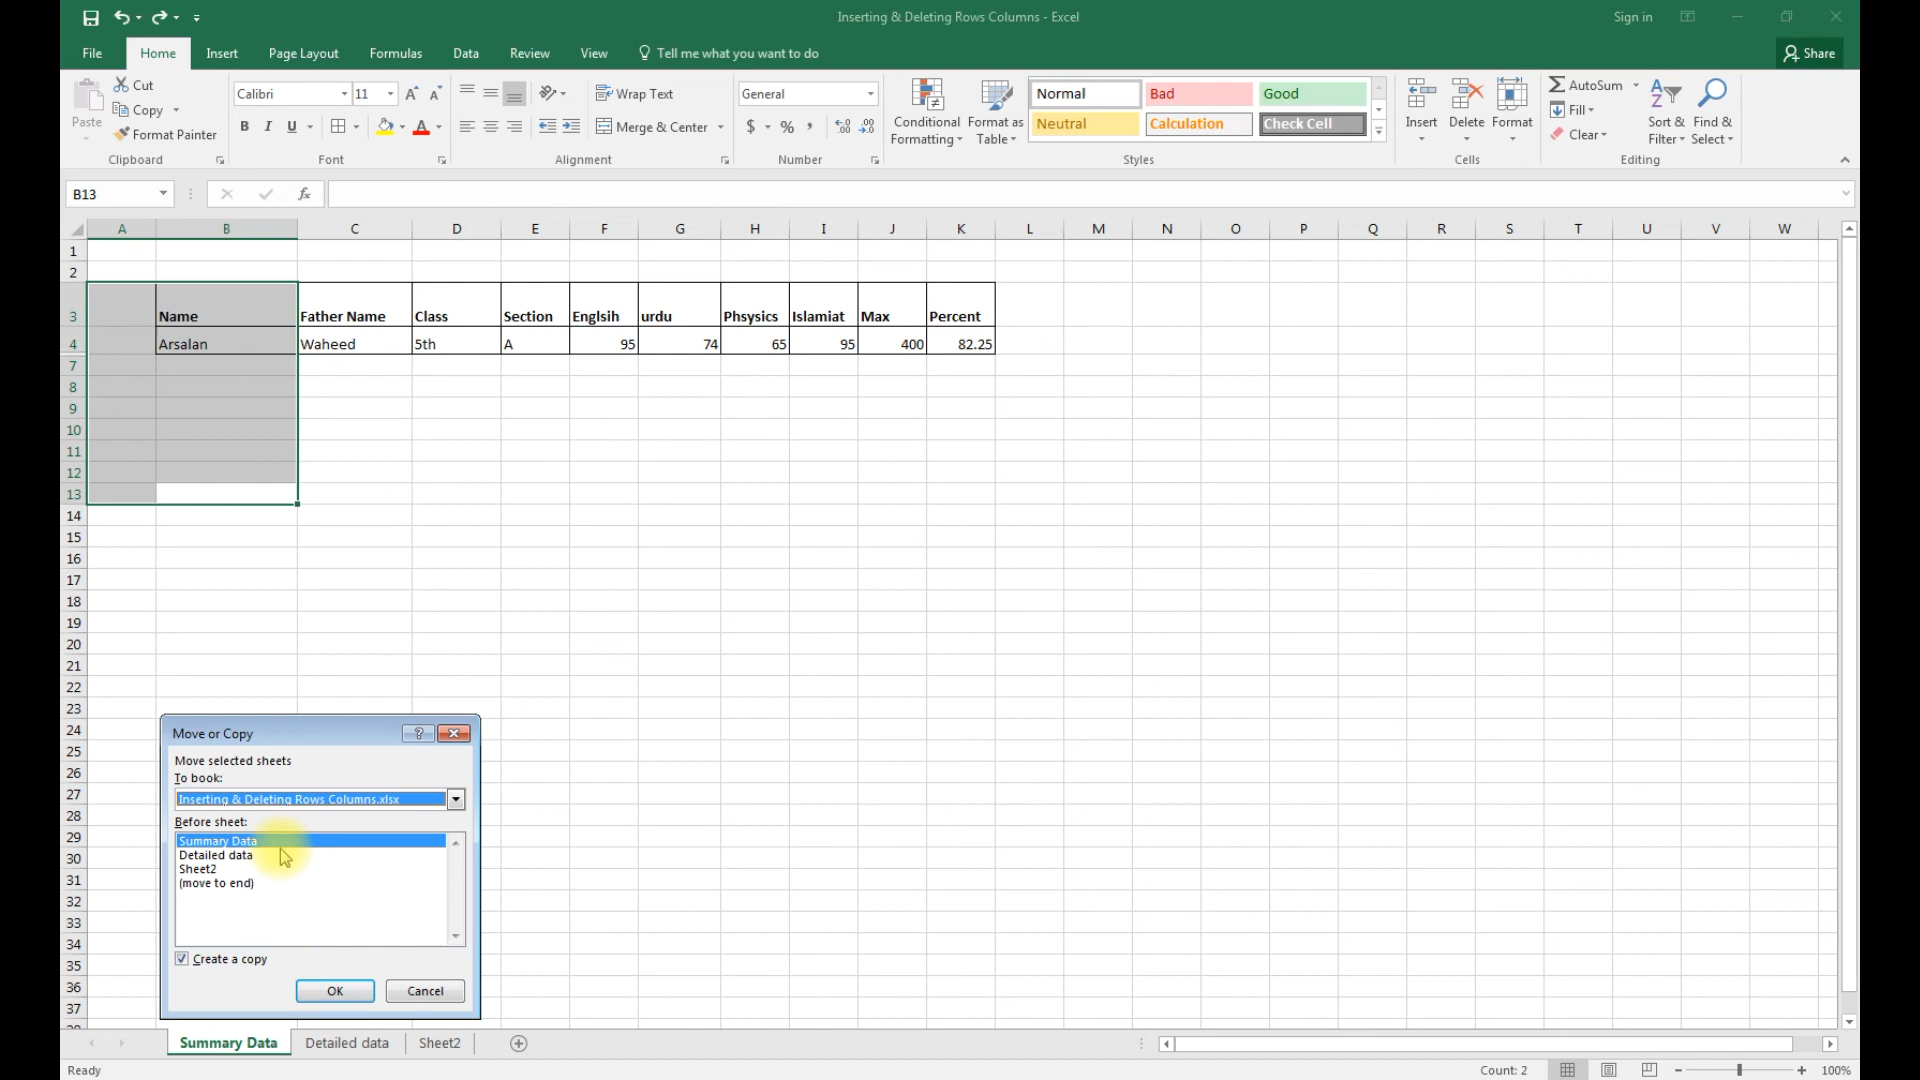 Inserting & Deleting Rows Columns - Excel
Sign in
File Home Insert Page Layout Formulas Data Review View Tell me what you want to do
Share
Paste
Cut
Copy
Format Painter
Clipboard
Calibri 11
B I U
Font
Wrap Text
Merge & Center
Alignment
General
$ % ,
Number
Conditional Formatting
Format as Table
Normal Bad Good
Neutral Calculation Check Cell
Styles
Insert Delete Format
Cells
AutoSum
Fill
Clear
Sort & Filter
Find & Select
Editing
B13
fx
A B C D E F G H I J K L M N O P Q R S T U V W
1
2
3 Name Father Name Class Section Englsih urdu Phsysics Islamiat Max Percent
4 Arsalan Waheed 5th A 95 74 65 95 400 82.25
7
8
9
10
11
12
13
14
15
16
17
18
19
20
21
22
23
24
25
26
27
28
29
30
31
32
33
34
35
36
37
Move or Copy
?
Move selected sheets
To book:
Inserting & Deleting Rows Columns.xlsx
Before sheet:
Summary Data
Detailed data
Sheet2
(move to end)
Create a copy
OK Cancel
Summary Data Detailed data Sheet2
Ready
Count: 2
100%